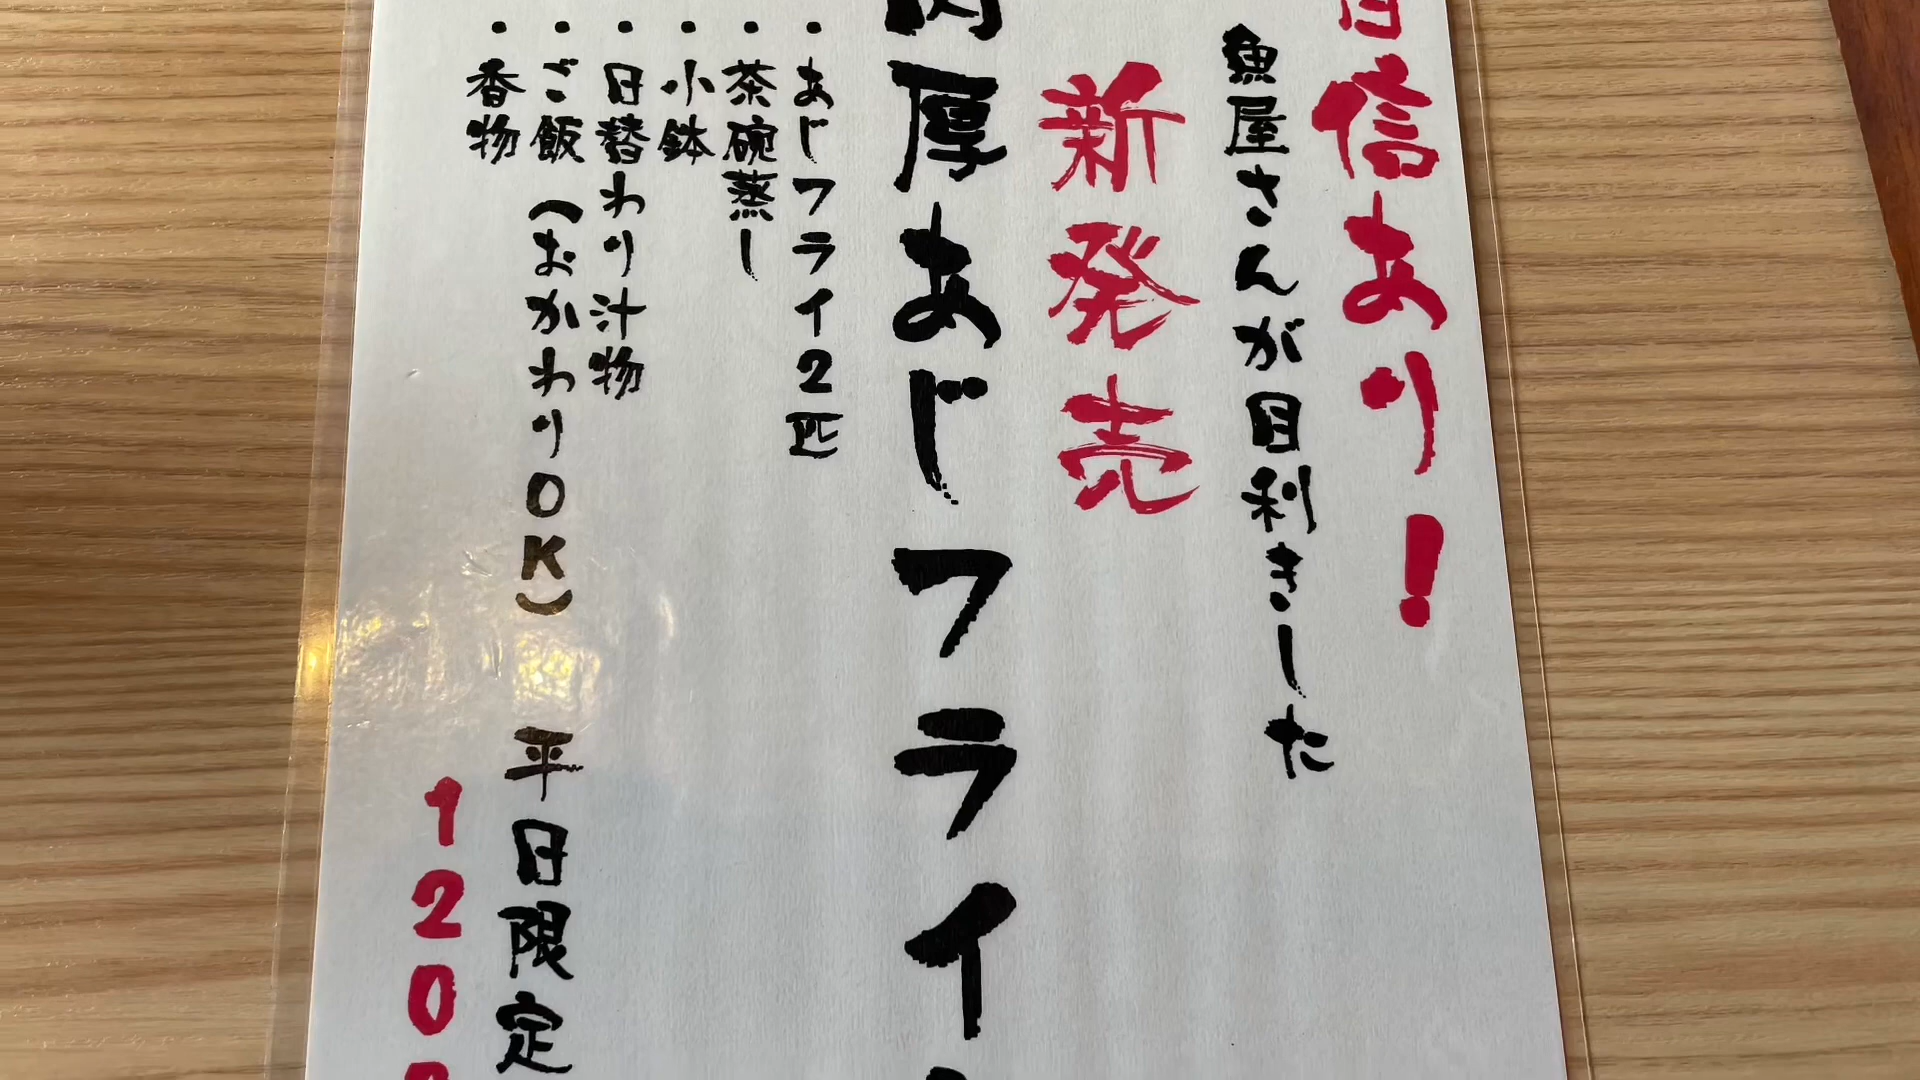 自信あり！
魚屋さんが目利きした
新発売
肉厚あじフライ
・あじフライ2匹
・茶碗蒸し
・小鉢
・日替わり汁物
・ご飯（おかわりOK）
・香物
平日限定
120